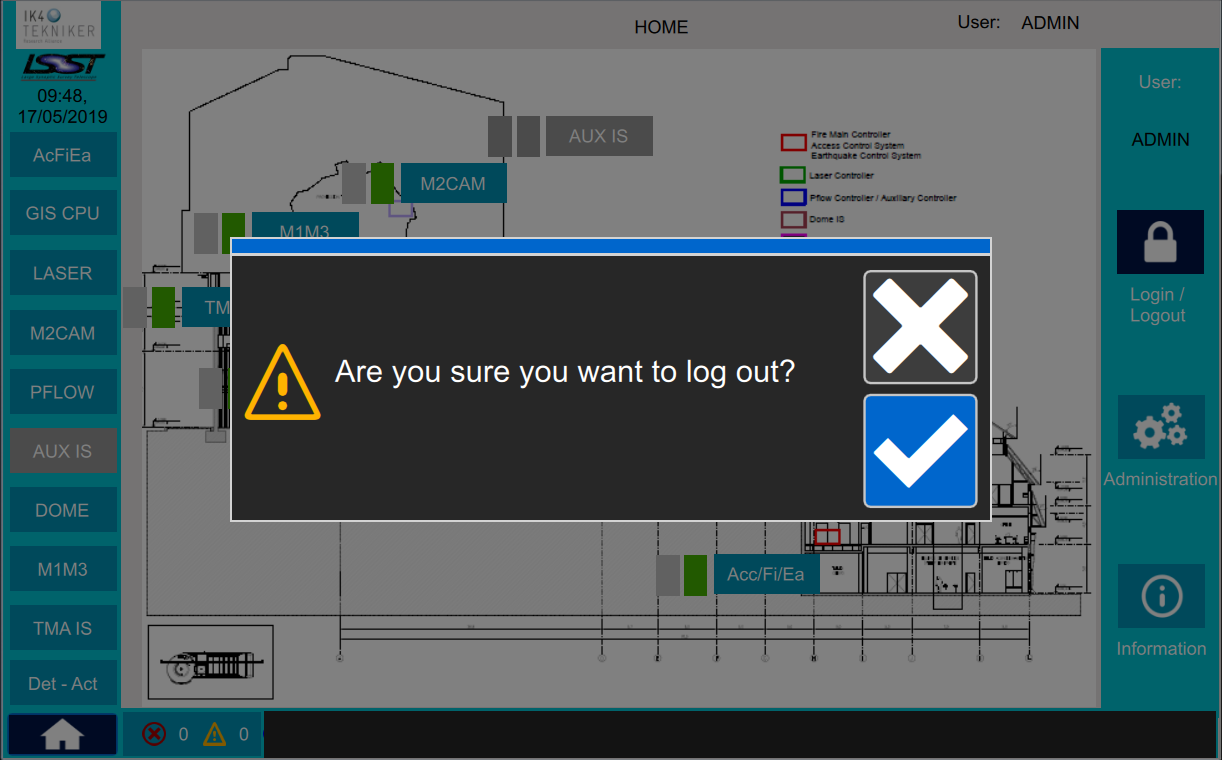 IK4
TEKNIKER
Research Alliance
LSST
09:48,
17/05/2019
HOME
User: ADMIN
User:
ADMIN
AcFiEa
GIS CPU
LASER
M2CAM
PFLOW
AUX IS
DOME
M1M3
TMA IS
Det - Act
AUX IS
M2CAM
M1M3
TM
Fire Main Controller
Access Control System
Earthquake Control System
Laser Controller
Pflow Controller / Auxiliary Controller
Dome IS
Are you sure you want to log out?
Acc/Fi/Ea
Login /
Logout
Administration
Information
0
0